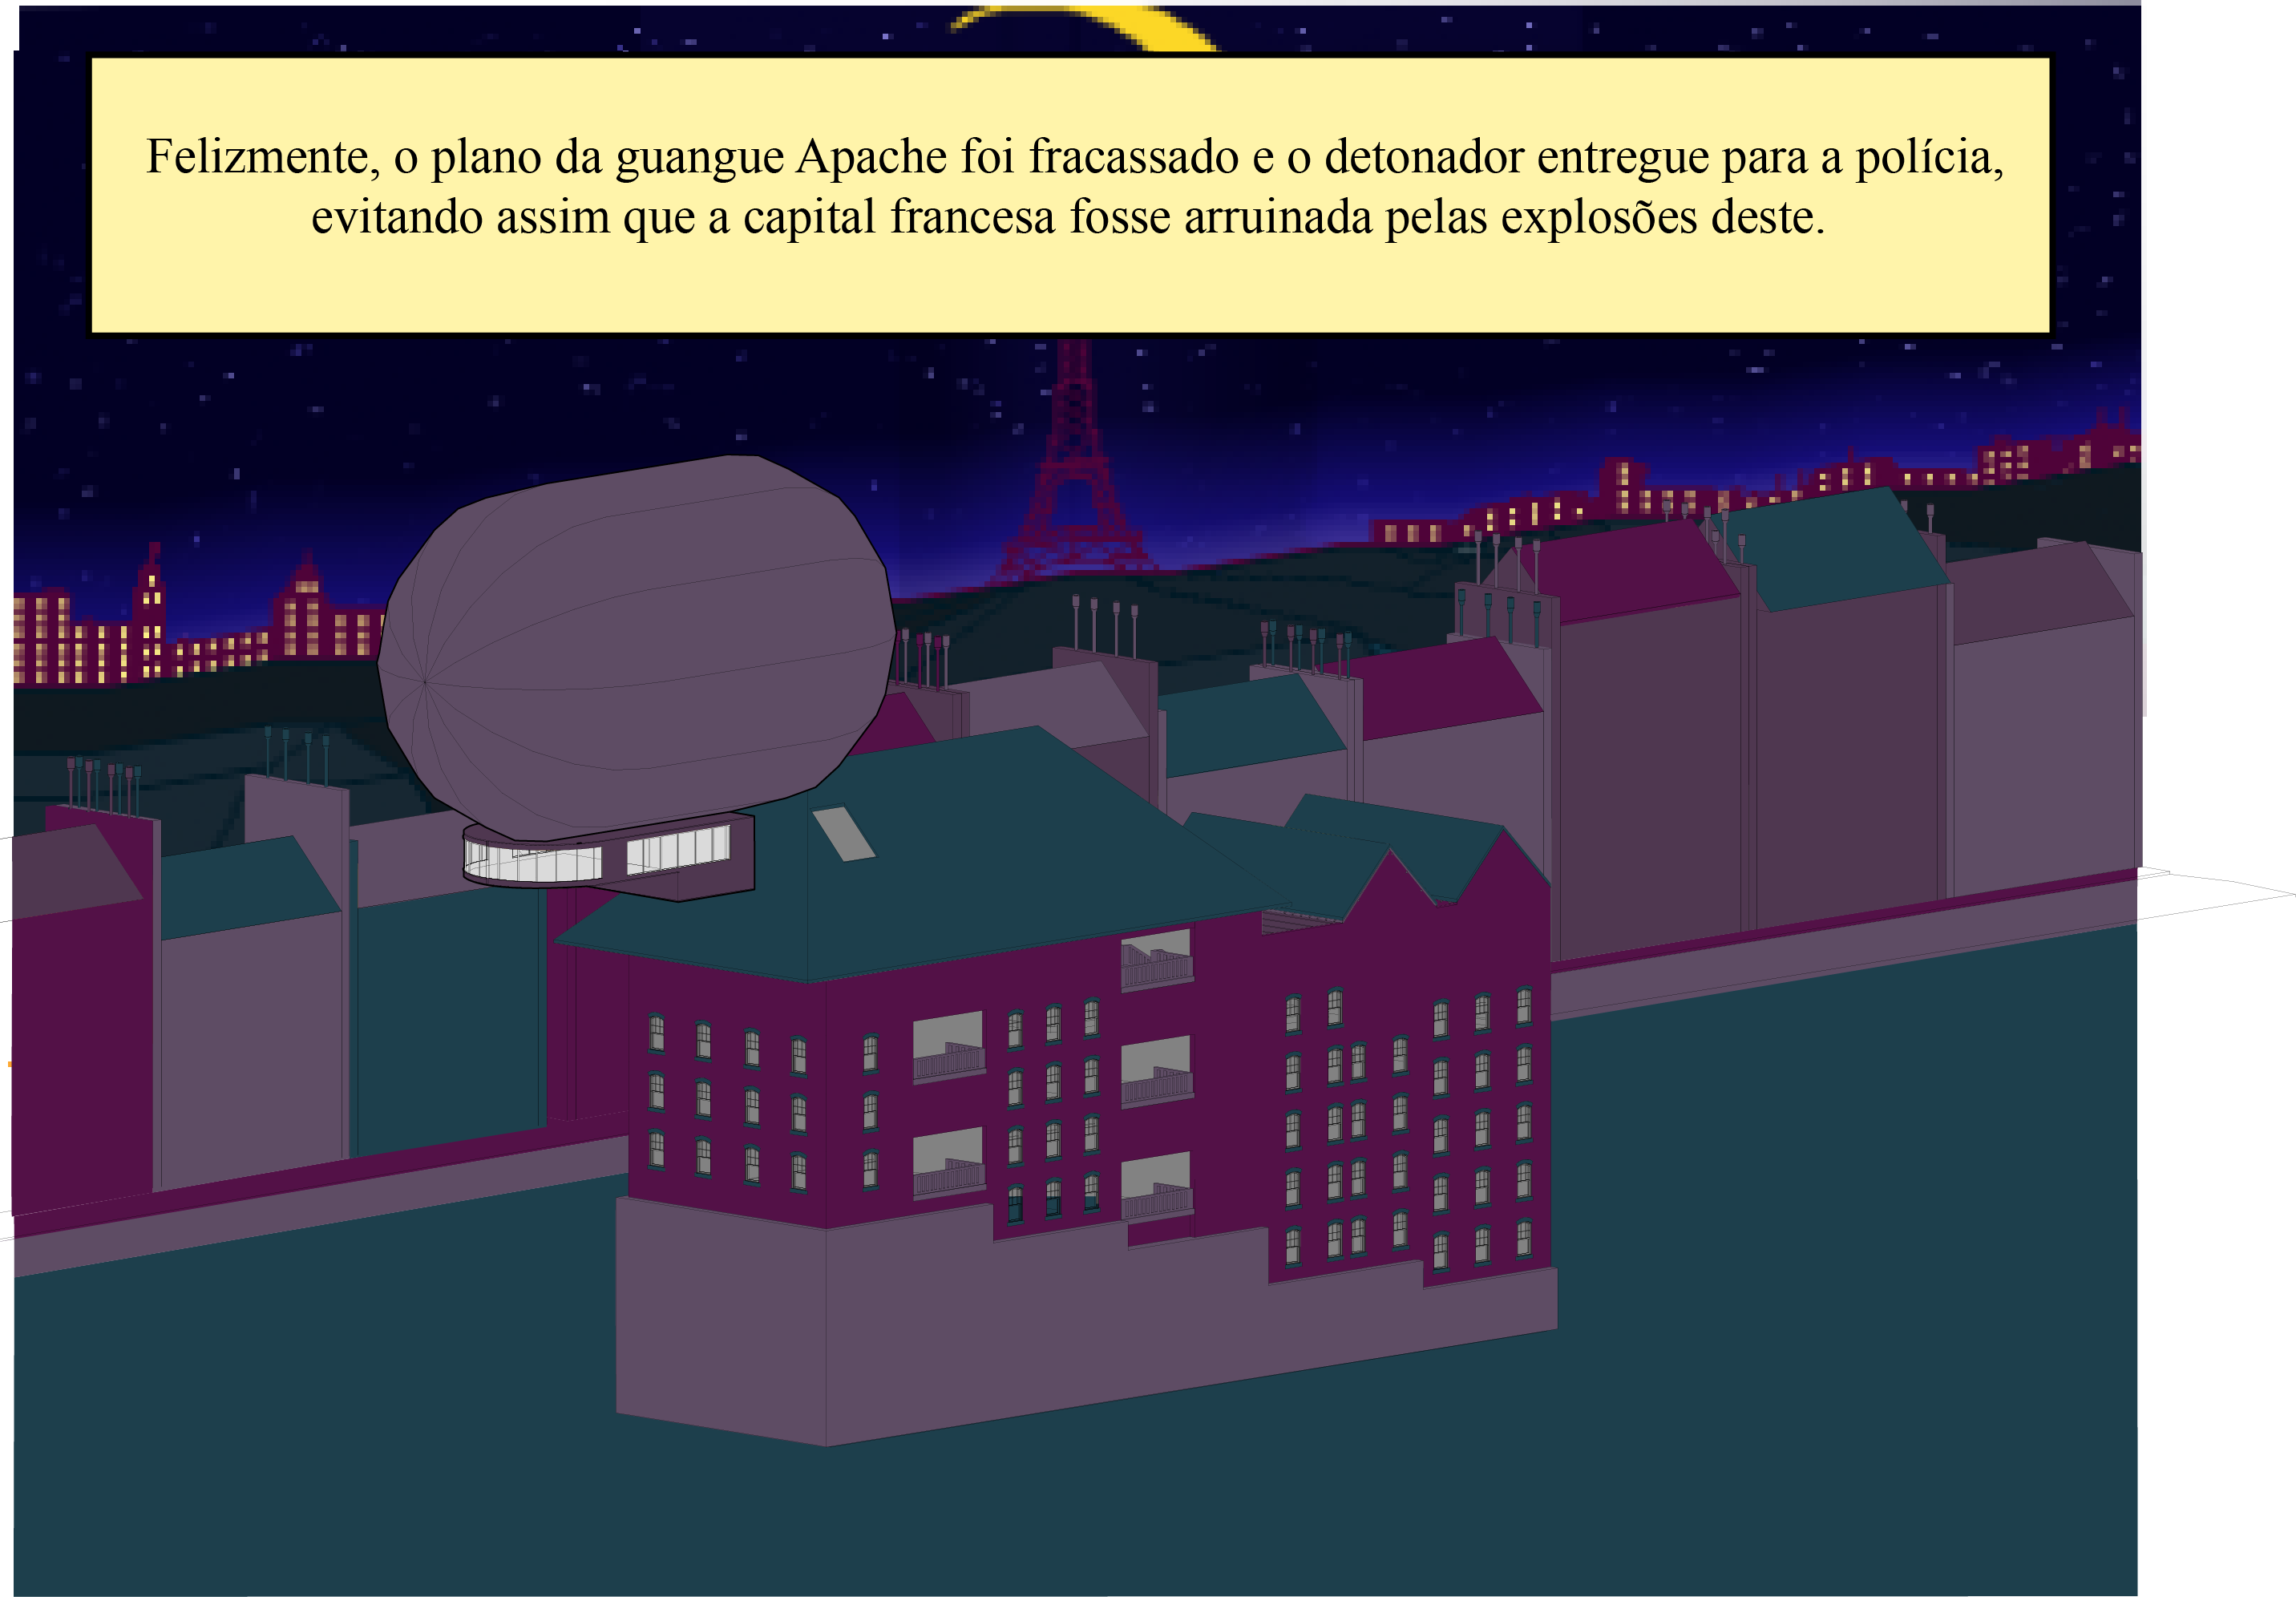 Felizmente, o plano da guangue Apache foi fracassado e o detonador entregue para a polícia,
evitando assim que a capital francesa fosse arruinada pelas explosões deste.